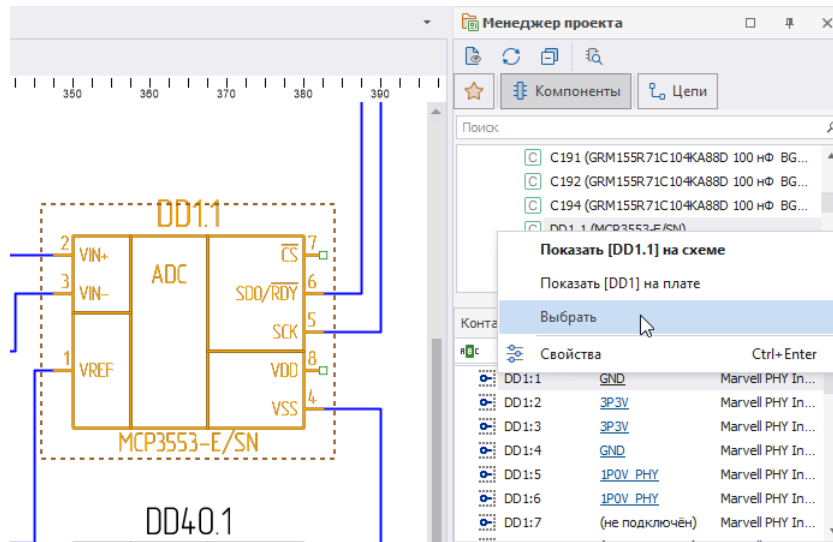 Менеджер проекта
Компоненты
Цепи
Поиск
350 360 370 380 390
C191 (GRM155R71C104KA88D 100 нФ BG...
C192 (GRM155R71C104KA88D 100 нФ BG...
C194 (GRM155R71C104KA88D 100 нФ BG...
DD1.1 (MCP3553-E/SN)
Показать [DD1.1] на схеме
Показать [DD1] на плате
Выбрать
Свойства Ctrl+Enter
Конта
DD1:1 GND Marvell PHY In...
DD1:2 3P3V Marvell PHY In...
DD1:3 3P3V Marvell PHY In...
DD1:4 GND Marvell PHY In...
DD1:5 1P0V_PHY Marvell PHY In...
DD1:6 1P0V_PHY Marvell PHY In...
DD1:7 (не подключён) Marvell PHY In...
DD1.1
2 VIN+
3 VIN-
1 VREF
ADC
CS 7
SDO/RDY 6
SCK 5
VDD 8
VSS 4
MCP3553-E/SN
DD40.1